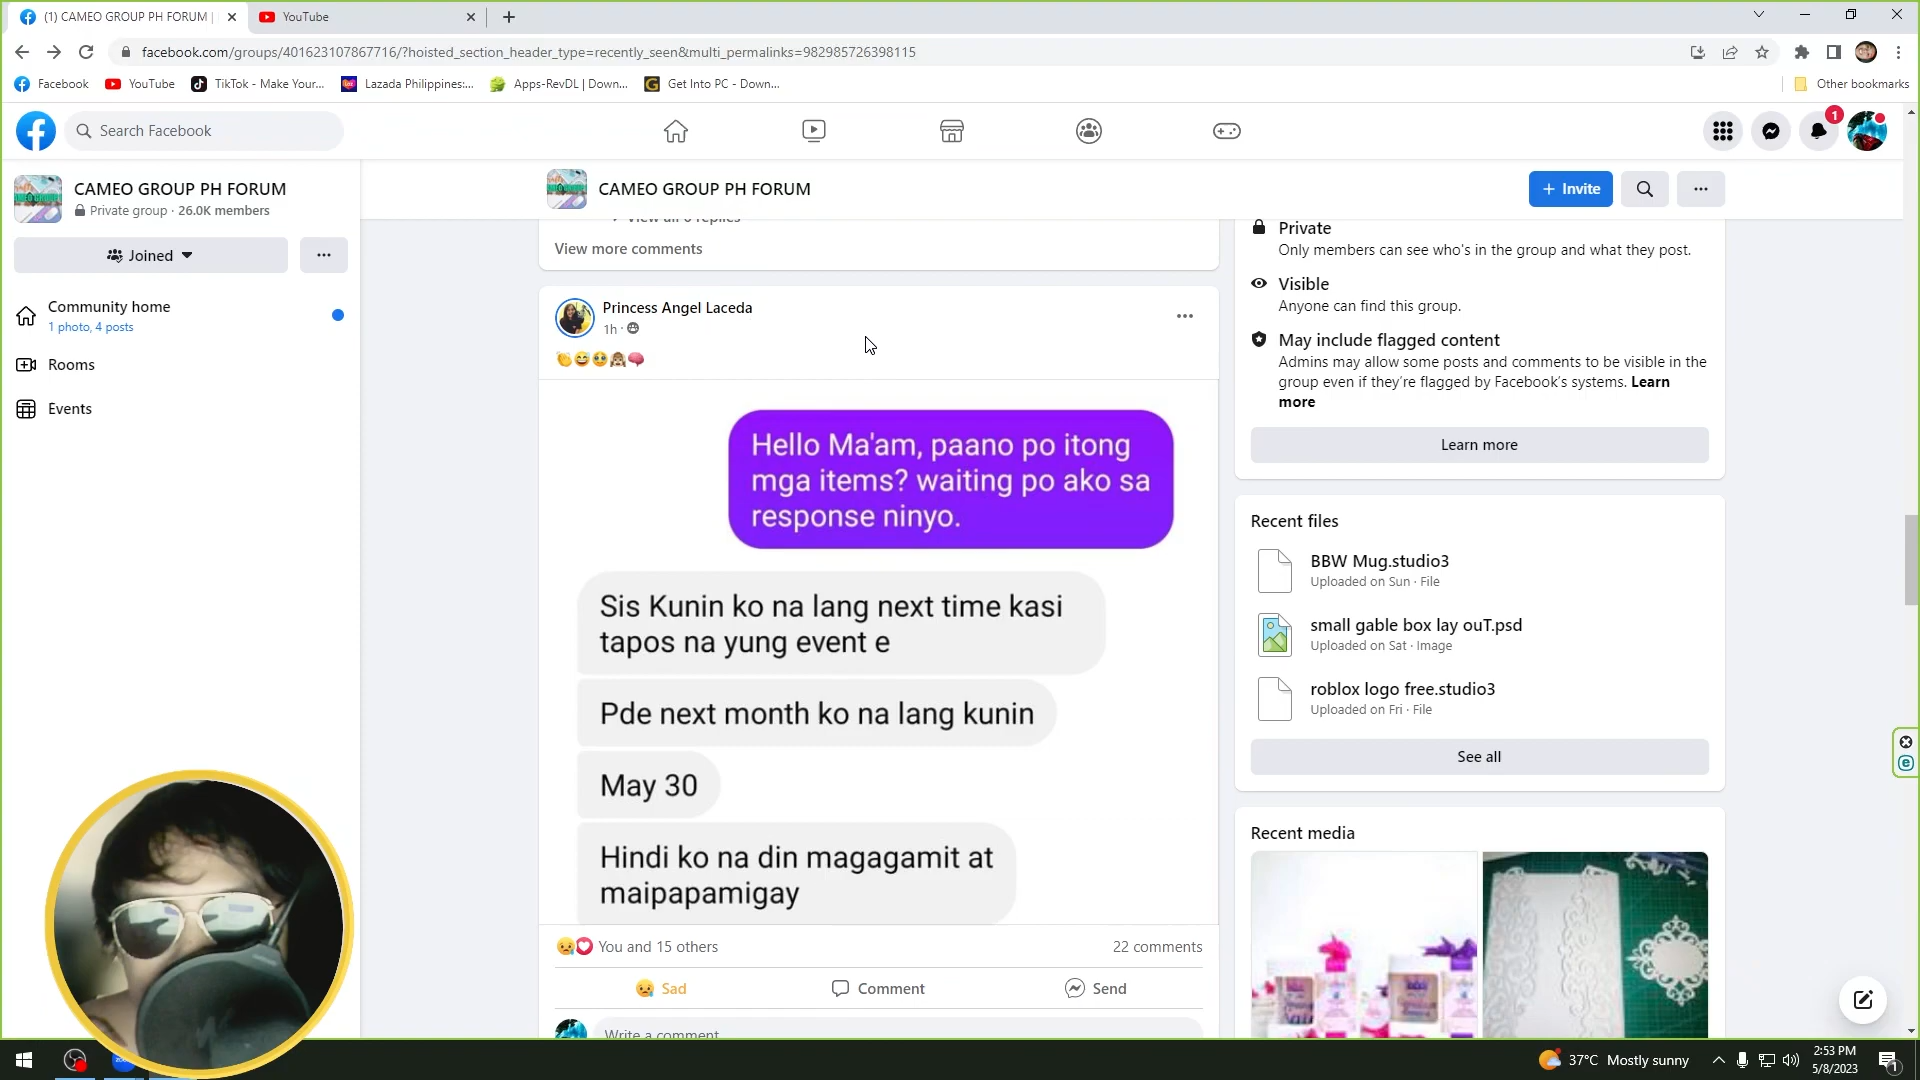 (1) CAMEO GROUP PH FORUM |
YouTube
facebook.com/groups/401623107867716/?hoisted_section_header_type=recently_seen&multi_permalinks=982985726398115
Facebook
YouTube
TikTok - Make Your...
Lazada Philippines:...
Apps-RevDL | Down...
Get Into PC - Down...
Other bookmarks
Search Facebook
1
CAMEO GROUP PH FORUM
Private group · 26.0K members
Joined
Community home
1 photo, 4 posts
Rooms
Events
CAMEO GROUP PH FORUM
+ Invite
View all 6 replies
View more comments
Princess Angel Laceda
1h ·
Hello Ma'am, paano po itong
mga items? waiting po ako sa
response ninyo.
Sis Kunin ko na lang next time kasi
tapos na yung event e
Pde next month ko na lang kunin
May 30
Hindi ko na din magagamit at
maipapamigay
You and 15 others
22 comments
Sad
Comment
Send
Write a comment
Private
Only members can see who's in the group and what they post.
Visible
Anyone can find this group.
May include flagged content
Admins may allow some posts and comments to be visible in the
group even if they're flagged by Facebook's systems. Learn
more
Learn more
Recent files
BBW Mug.studio3
Uploaded on Sun · File
small gable box lay ouT.psd
Uploaded on Sat · Image
roblox logo free.studio3
Uploaded on Fri · File
See all
Recent media
37°C Mostly sunny
2:53 PM
5/8/2023
1